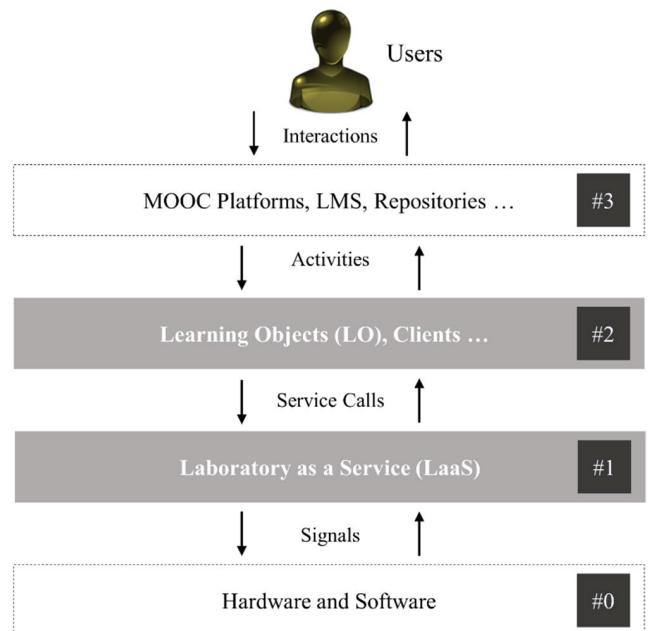 Users
Interactions
MOOC Platforms, LMS, Repositories … #3
Activities
Learning Objects (LO), Clients … #2
Service Calls
Laboratory as a Service (LaaS) #1
Signals
Hardware and Software #0